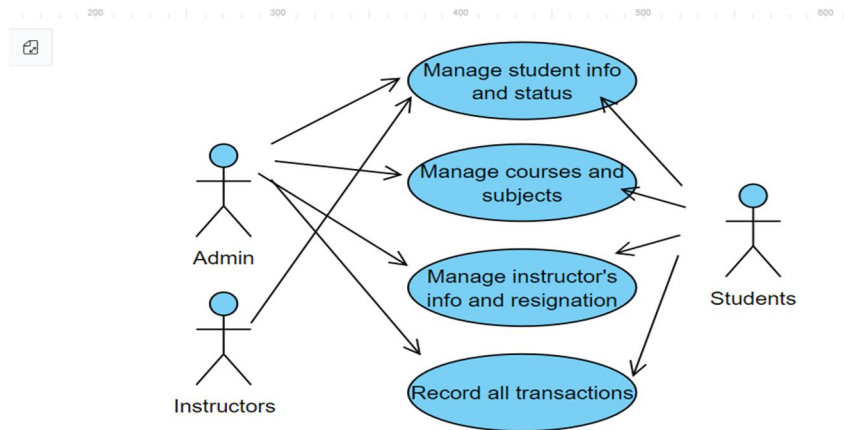 200 300 400 500 600
Manage student info
and status
Manage courses and
subjects
Admin
Manage instructor's
info and resignation
Students
Instructors
Record all transactions